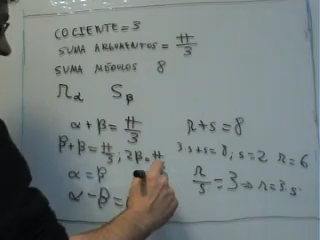 COCIENTE = 3
SUMA ARGUMENTOS = π/3
SUMA MÓDULOS 8
r_α S_β
α + β = π/3
r + s = 8
β + β = π/3 ; 2β = π
3·s + s = 8 ; s = 2, r = 6
α = β
r/s = 3 ⇒ r = 3s
α - β =